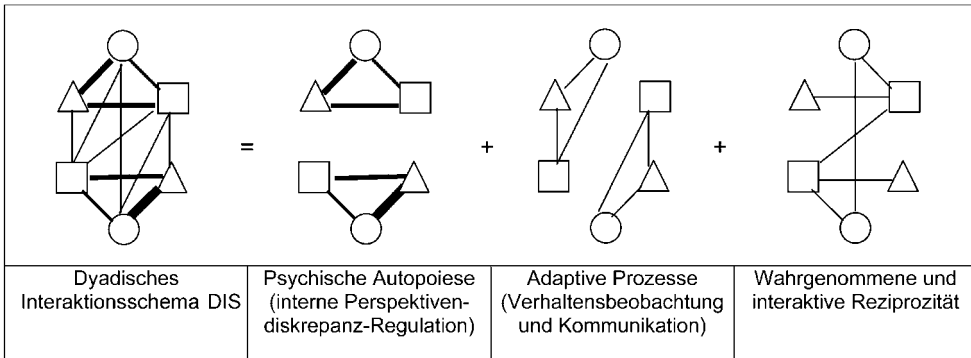 =
+
+
Dyadisches
Interaktionsschema DIS
Psychische Autopoiese
(interne Perspektiven-
diskrepanz-Regulation)
Adaptive Prozesse
(Verhaltensbeobachtung
und Kommunikation)
Wahrgenommene und
interaktive Reziprozität